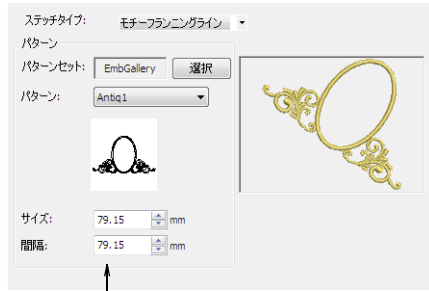 ステッチタイプ: モチーフランニングライン
パターン
パターンセット: EmbGallery 選択
パターン: Antiq1
サイズ: 79.15 mm
間隔: 79.15 mm